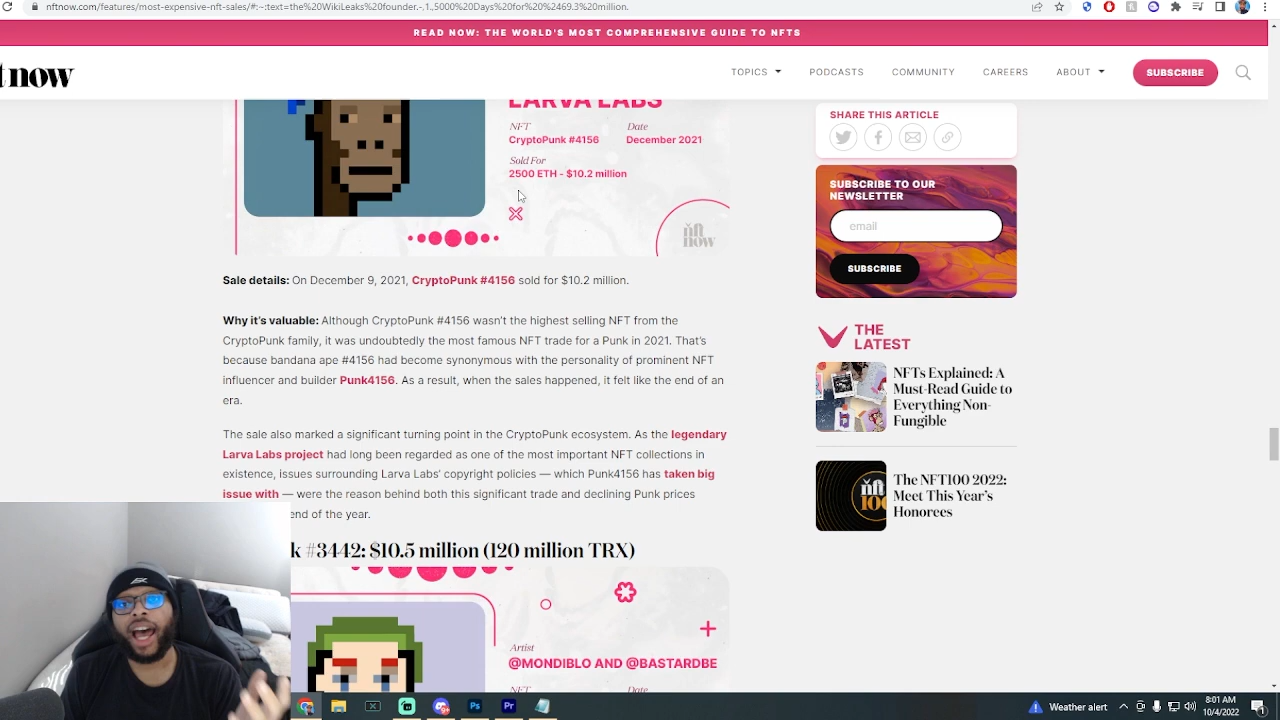 nftnow.com/features/most-expensive-nft-sales/#:~:text=the%20WikiLeaks%20founder.-,1.,5000%20Days%20for%20%2469.3%20million.
READ NOW: THE WORLD'S MOST COMPREHENSIVE GUIDE TO NFTS
t now
TOPICS
PODCASTS
COMMUNITY
CAREERS
ABOUT
SUBSCRIBE
LARVA LABS
NFT
Date
CryptoPunk #4156
December 2021
Sold For
2500 ETH - $10.2 million
nft
now
Sale details: On December 9, 2021, CryptoPunk #4156 sold for $10.2 million.
Why it's valuable: Although CryptoPunk #4156 wasn't the highest selling NFT from the
CryptoPunk family, it was undoubtedly the most famous NFT trade for a Punk in 2021. That's
because bandana ape #4156 had become synonymous with the personality of prominent NFT
influencer and builder Punk4156. As a result, when the sales happened, it felt like the end of an
era.
The sale also marked a significant turning point in the CryptoPunk ecosystem. As the legendary
Larva Labs project had long been regarded as one of the most important NFT collections in
existence, issues surrounding Larva Labs' copyright policies — which Punk4156 has taken big
issue with — were the reason behind both this significant trade and declining Punk prices
end of the year.
k #3442: $10.5 million (120 million TRX)
Artist
@MONDIBLO AND @BASTARDBE
NFT
Date
SHARE THIS ARTICLE
SUBSCRIBE TO OUR
NEWSLETTER
email
SUBSCRIBE
THE
LATEST
NFTs Explained: A
Must-Read Guide to
Everything Non-
Fungible
nft
100
The NFT100 2022:
Meet This Year's
Honorees
Ps
Pr
Weather alert
8:01 AM
10/4/2022